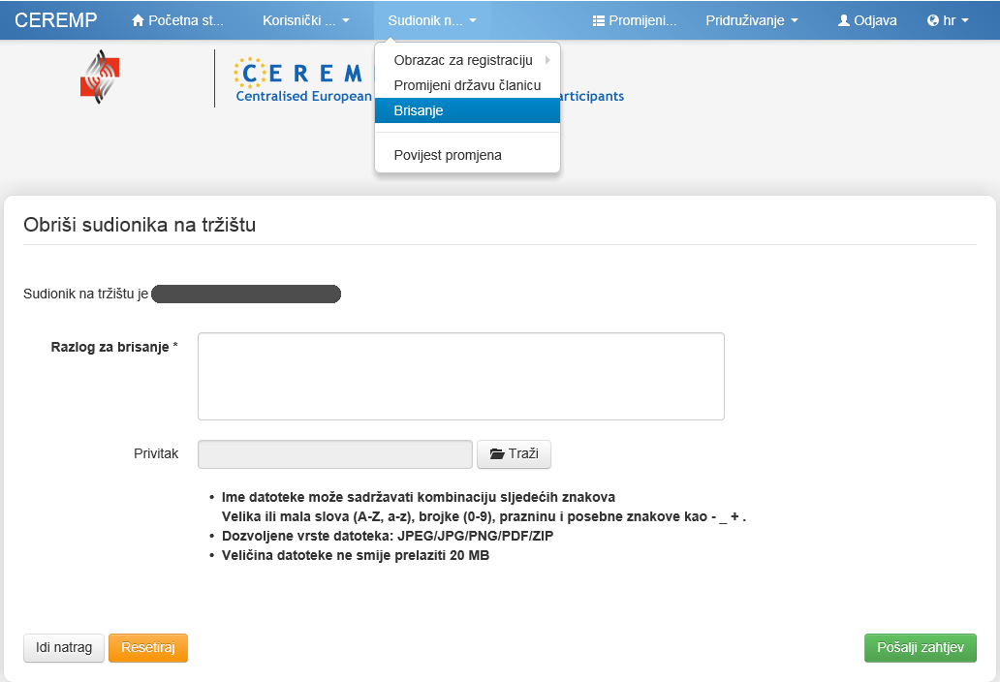 CEREMP Početna st... Korisnički ... Sudionik n... Promijeni... Pridruživanje Odjava hr
Obrazac za registraciju
Promijeni državu članicu
Brisanje
Povijest promjena
CEREM
Centralised European articipants
Obriši sudionika na tržištu
Sudionik na tržištu je
Razlog za brisanje *
Privitak Traži
• Ime datoteke može sadržavati kombinaciju sljedećih znakova
Velika ili mala slova (A-Z, a-z), brojke (0-9), prazninu i posebne znakove kao - _ + .
• Dozvoljene vrste datoteka: JPEG/JPG/PNG/PDF/ZIP
• Veličina datoteke ne smije prelaziti 20 MB
Idi natrag Resetiraj Pošalji zahtjev